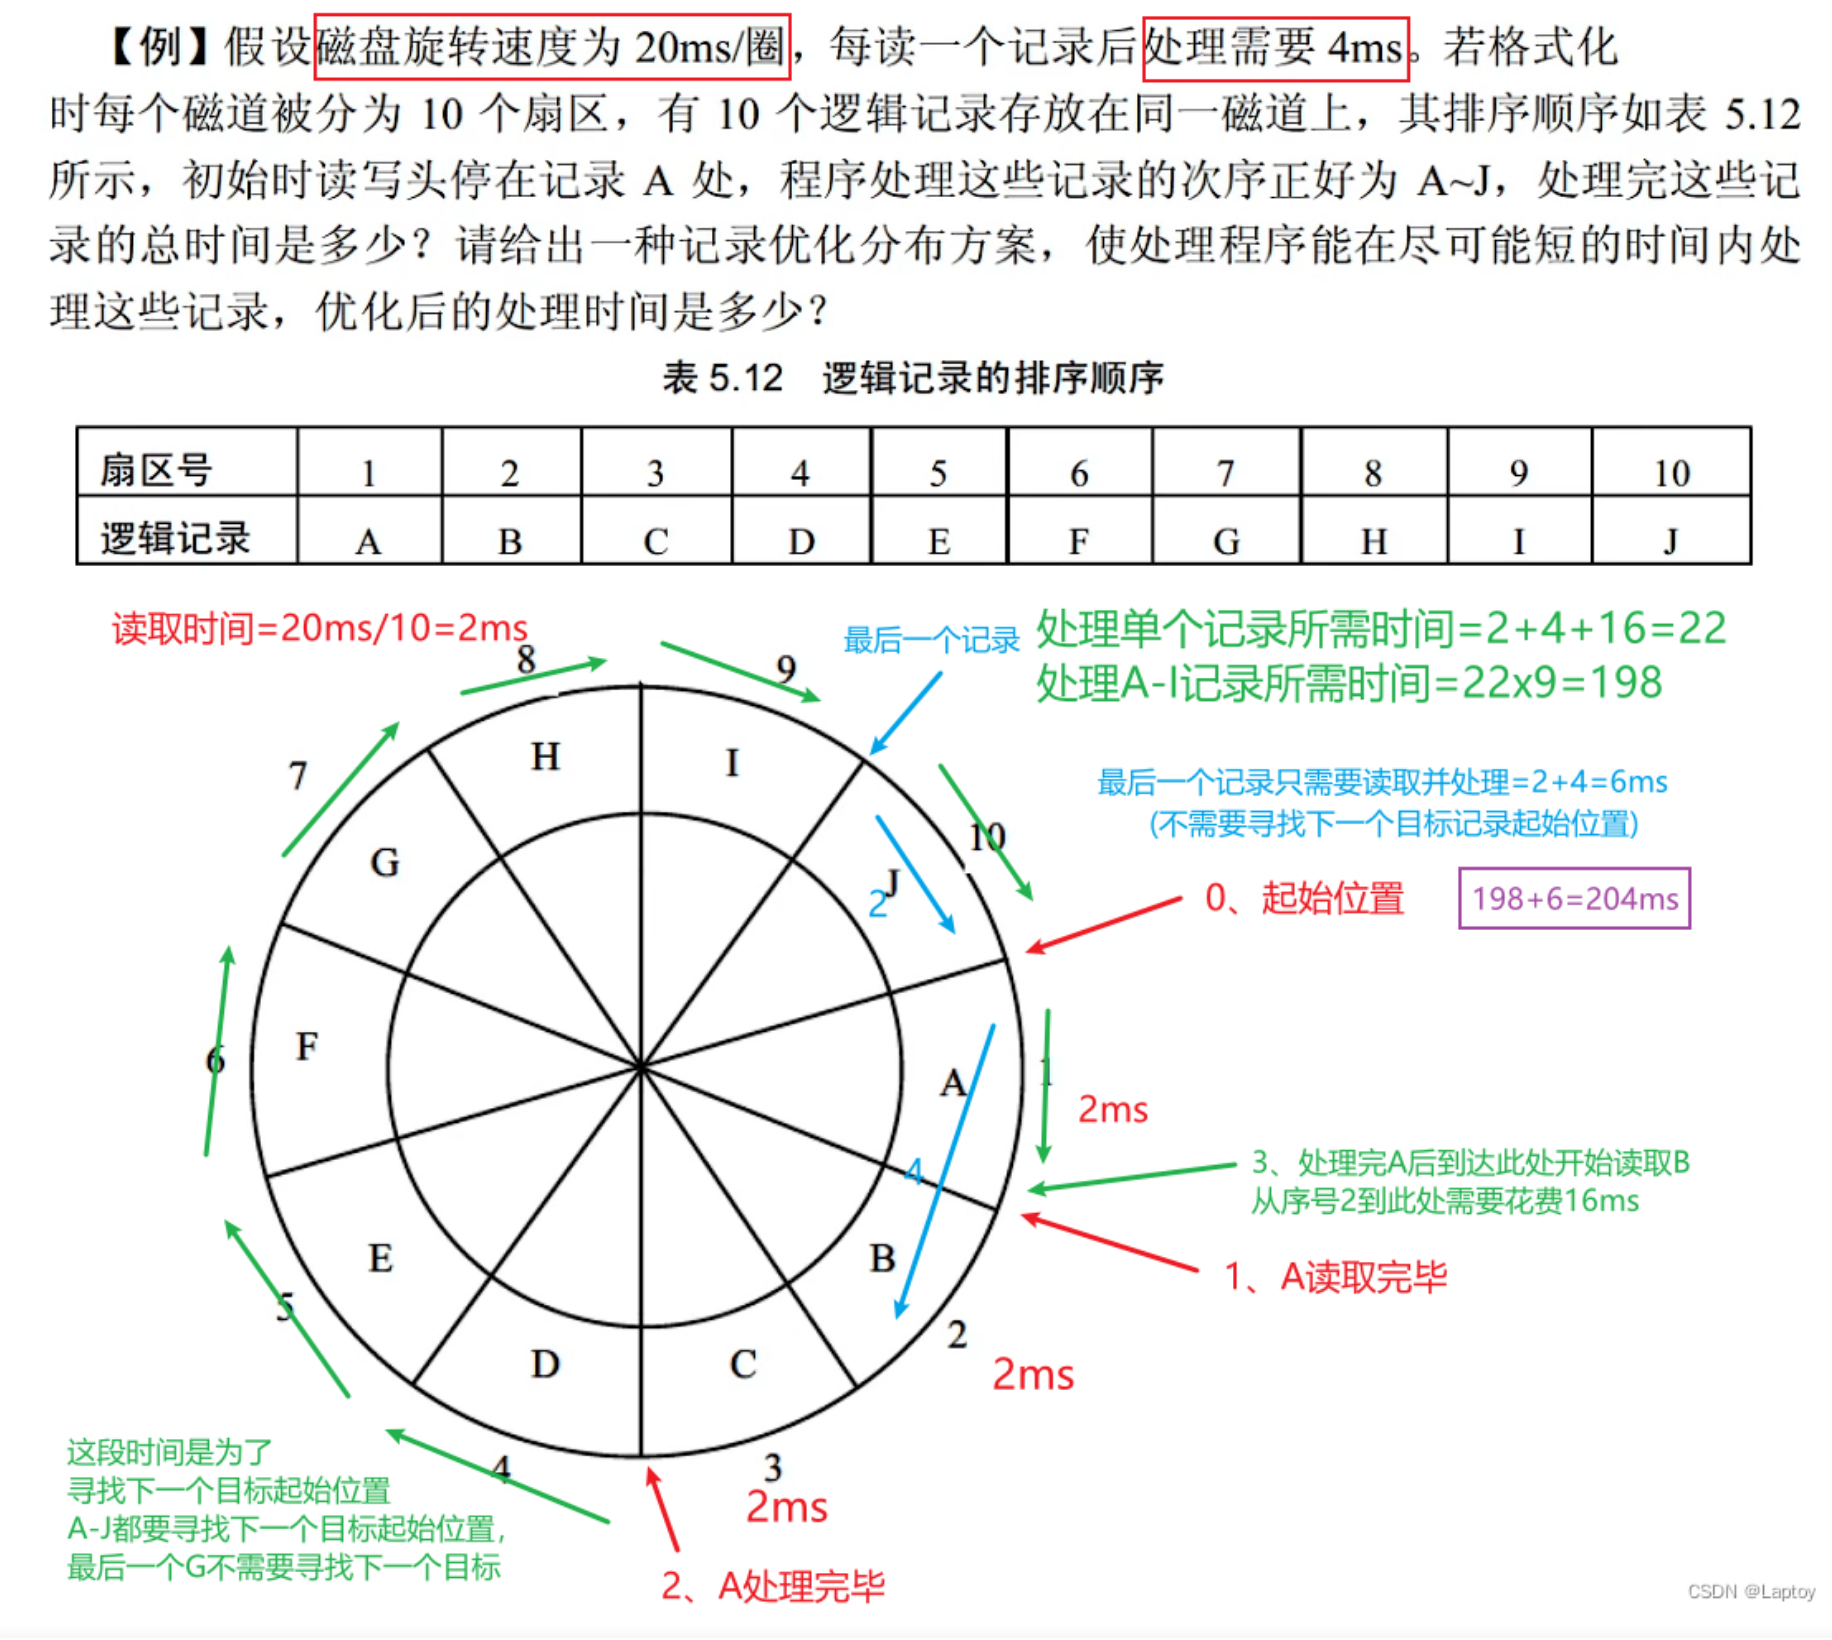 【例】假设磁盘旋转速度为 20ms/圈，每读一个记录后处理需要 4ms。若格式化
时每个磁道被分为 10 个扇区，有 10 个逻辑记录存放在同一磁道上，其排序顺序如表 5.12
所示，初始时读写头停在记录 A 处，程序处理这些记录的次序正好为 A~J，处理完这些记
录的总时间是多少？请给出一种记录优化分布方案，使处理程序能在尽可能短的时间内处
理这些记录，优化后的处理时间是多少？
表 5.12 逻辑记录的排序顺序
扇区号 1 2 3 4 5 6 7 8 9 10
逻辑记录 A B C D E F G H I J
读取时间=20ms/10=2ms
最后一个记录
处理单个记录所需时间=2+4+16=22
处理A-I记录所需时间=22x9=198
8
9
7
H
I
最后一个记录只需要读取并处理=2+4=6ms
(不需要寻找下一个目标记录起始位置)
10
G
J
2
0、起始位置
198+6=204ms
6
F
A
1
2ms
3、处理完A后到达此处开始读取B
从序号2到此处需要花费16ms
4
E
B
1、A读取完毕
5
2
D
C
2ms
这段时间是为了
寻找下一个目标起始位置
A-J都要寻找下一个目标起始位置，
最后一个G不需要寻找下一个目标
4
3
2ms
2、A处理完毕
CSDN @Laptoy